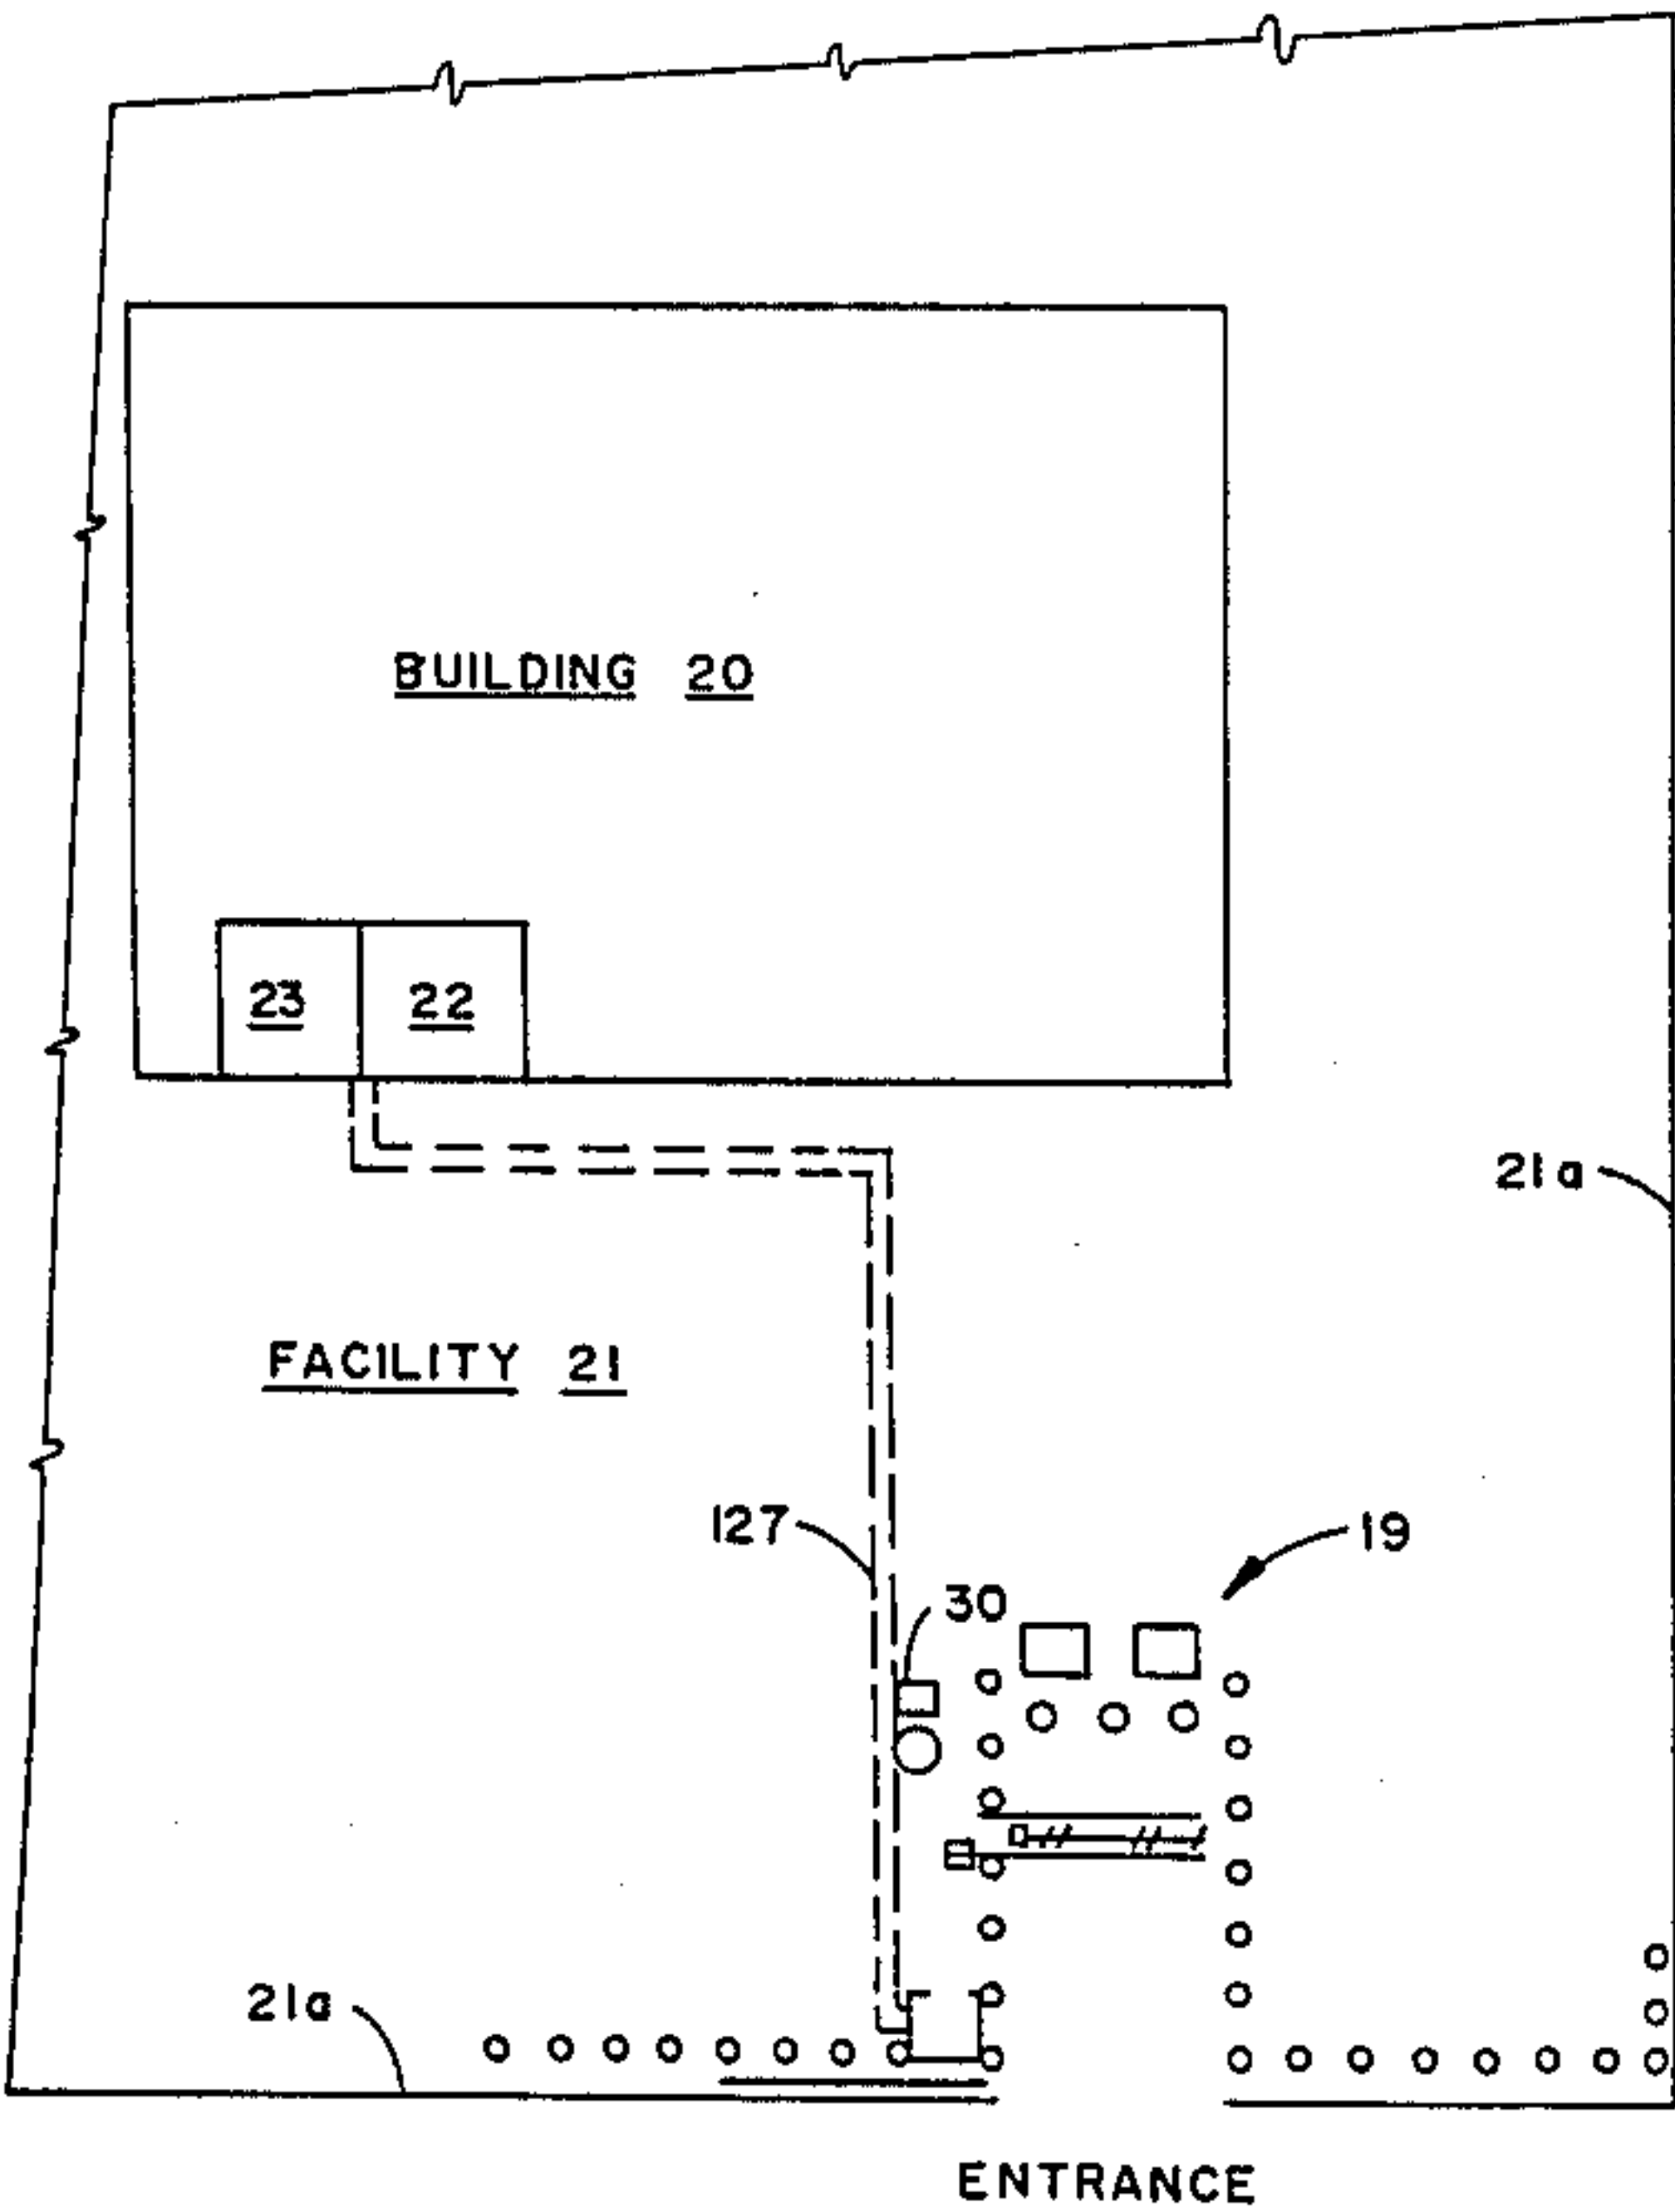 BUILDING 20
23
22
21a
FACILITY 21
127
19
30
21a
ENTRANCE